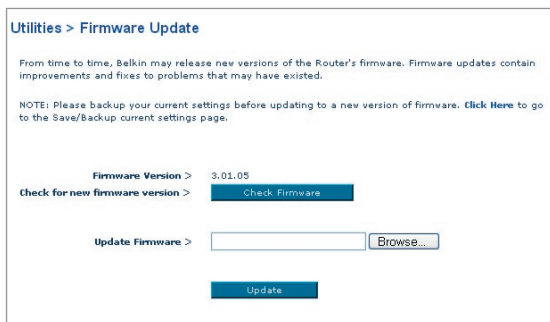 Utilities > Firmware Update
From time to time, Belkin may release new versions of the Router's firmware. Firmware updates contain
improvements and fixes to problems that may have existed.
NOTE: Please backup your current settings before updating to a new version of firmware. Click Here to go
to the Save/Backup current settings page.
Firmware Version > 3.01.05
Check for new firmware version > Check Firmware
Update Firmware > Browse...
Update